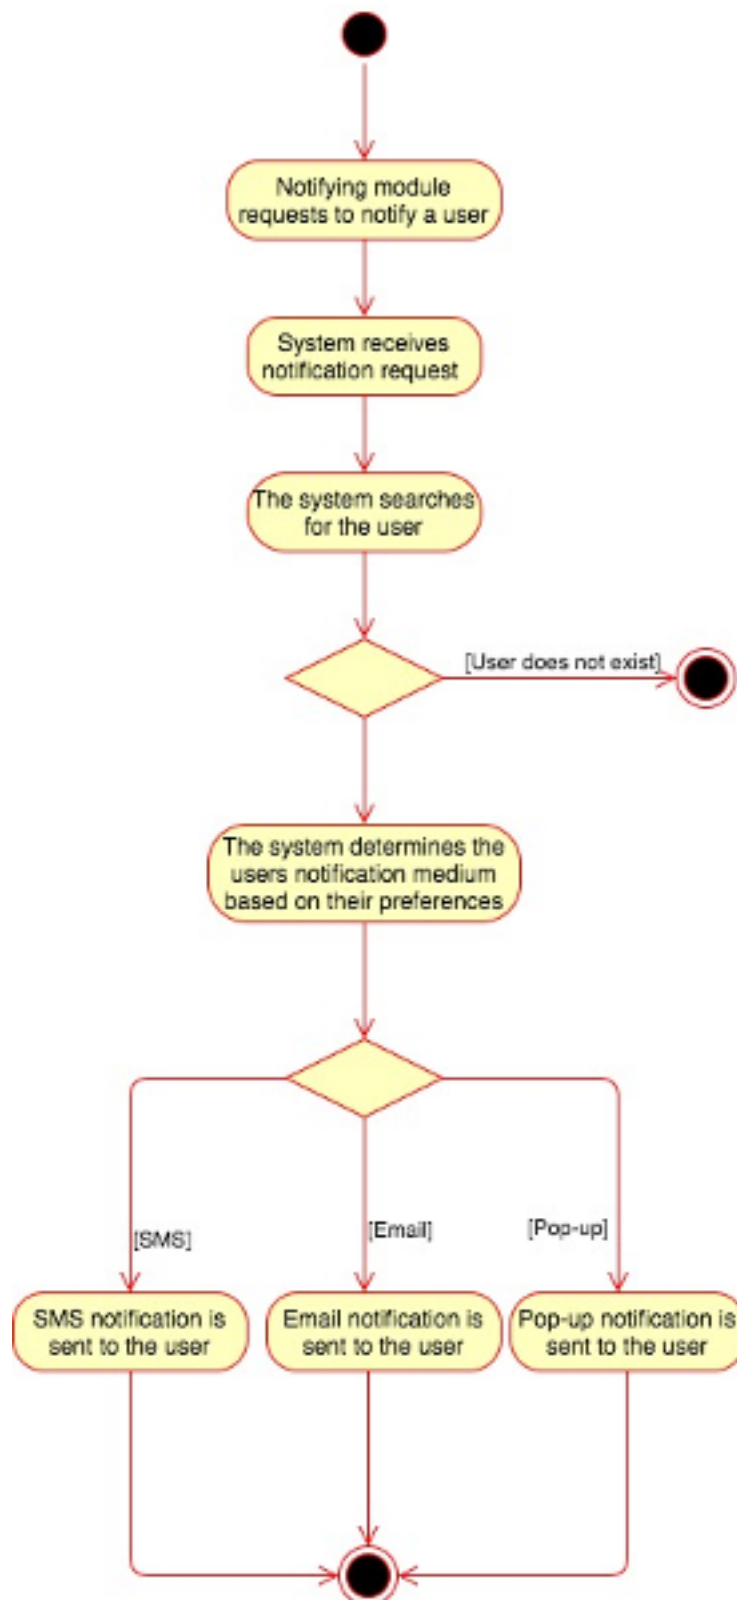 Notifying module
requests to notify a user
System receives
notification request
The system searches
for the user
[User does not exist]
The system determines the
users notification medium
based on their preferences
[SMS]
[Email]
[Pop-up]
SMS notification is
sent to the user
Email notification is
sent to the user
Pop-up notification is
sent to the user